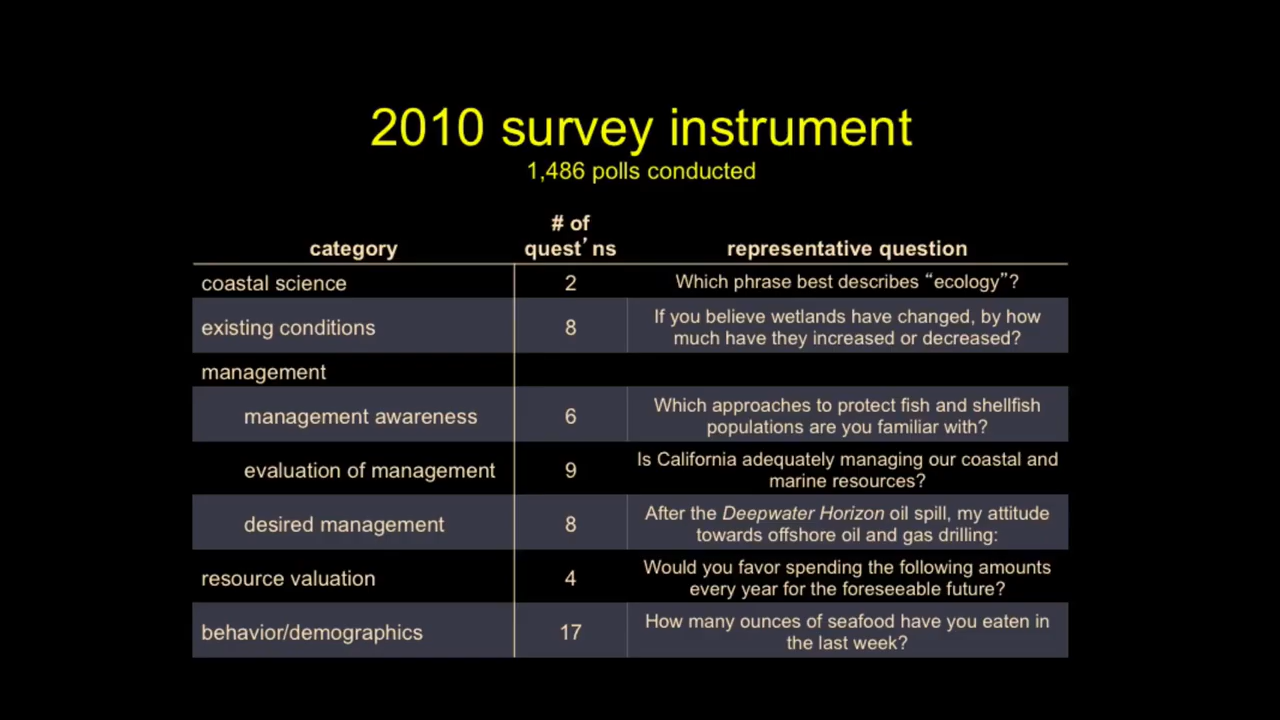 2010 survey instrument
1,486 polls conducted
# of
category quest’ns representative question
coastal science 2 Which phrase best describes “ecology”?
If you believe wetlands have changed, by how
existing conditions 8
much have they increased or decreased?
management
Which approaches to protect fish and shellfish
management awareness 6
populations are you familiar with?
Is California adequately managing our coastal and
evaluation of management 9
marine resources?
After the Deepwater Horizon oil spill, my attitude
desired management 8
towards offshore oil and gas drilling:
Would you favor spending the following amounts
resource valuation 4
every year for the foreseeable future?
How many ounces of seafood have you eaten in
behavior/demographics 17
the last week?